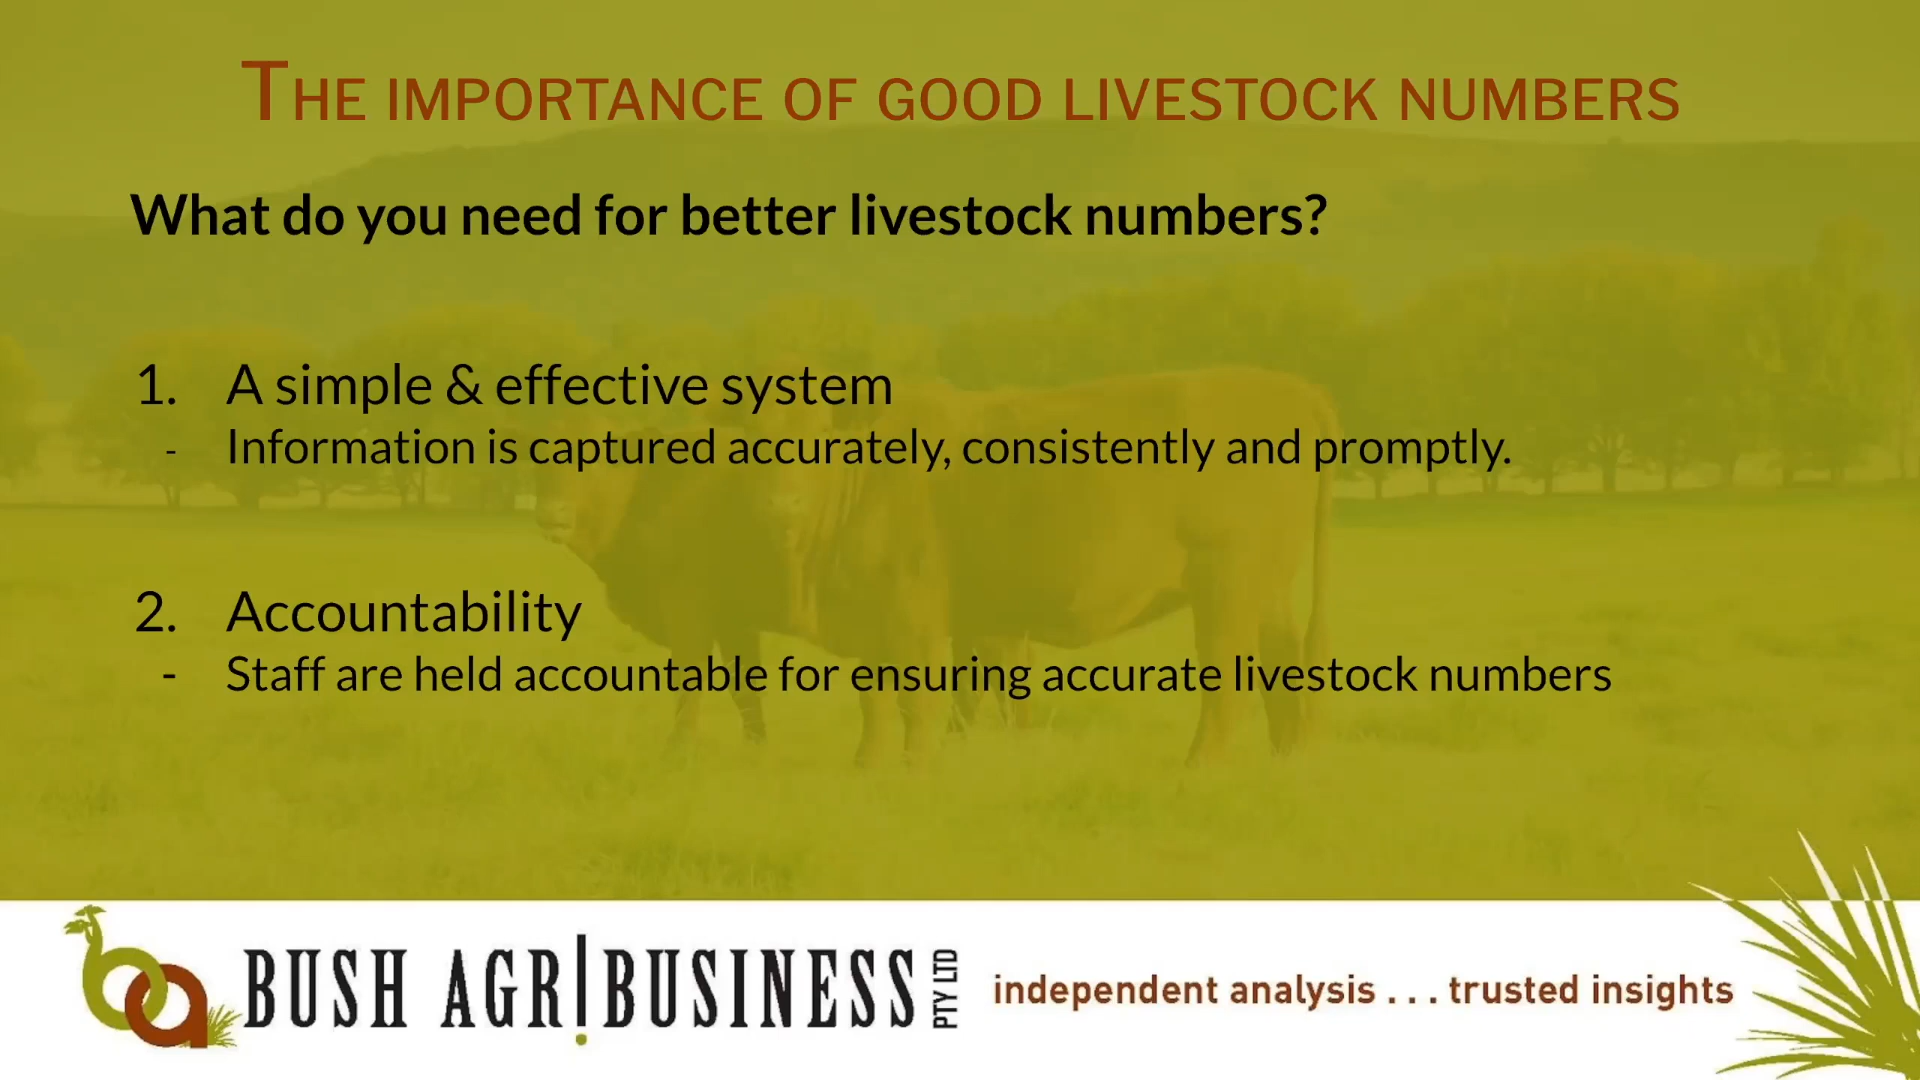 The importance of good livestock numbers
What do you need for better livestock numbers?
1. A simple & effective system
- Information is captured accurately, consistently and promptly.
2. Accountability
- Staff are held accountable for ensuring accurate livestock numbers
ba BUSH AGRIBUSINESS PTY LTD independent analysis . . . trusted insights